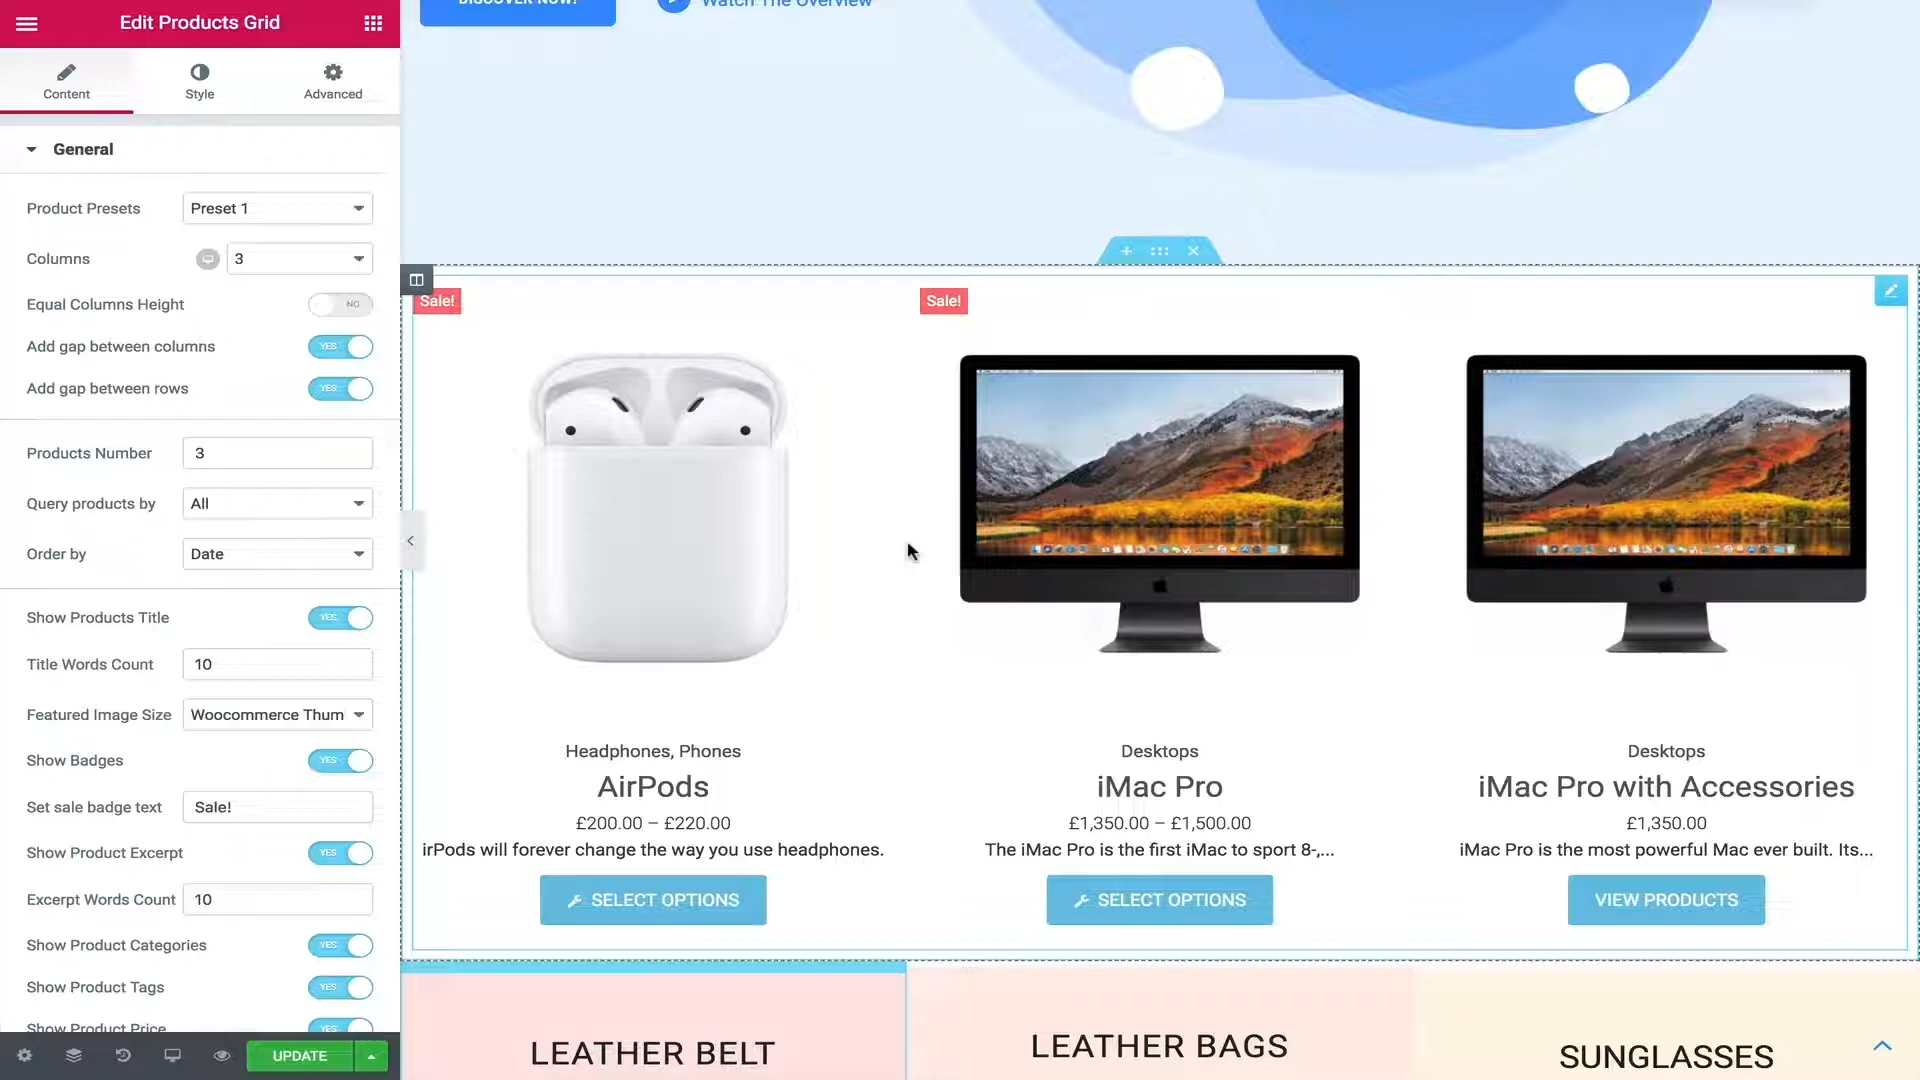 Edit Products Grid
Content
Style
Advanced
General
Product Presets
Preset 1
Columns
3
Equal Columns Height
NO
Add gap between columns
YES
Add gap between rows
YES
Products Number
3
Query products by
All
Order by
Date
Show Products Title
YES
Title Words Count
10
Featured Image Size
Woocommerce Thum
Show Badges
YES
Set sale badge text
Sale!
Show Product Excerpt
YES
Excerpt Words Count
10
Show Product Categories
YES
Show Product Tags
YES
Show Product Price
YES
UPDATE
DISCOVER NOW!
Watch The Overview
Sale!
Sale!
Headphones, Phones
AirPods
£200.00 – £220.00
irPods will forever change the way you use headphones.
SELECT OPTIONS
Desktops
iMac Pro
£1,350.00 – £1,500.00
The iMac Pro is the first iMac to sport 8-,...
SELECT OPTIONS
Desktops
iMac Pro with Accessories
£1,350.00
iMac Pro is the most powerful Mac ever built. Its...
VIEW PRODUCTS
LEATHER BELT
LEATHER BAGS
SUNGLASSES